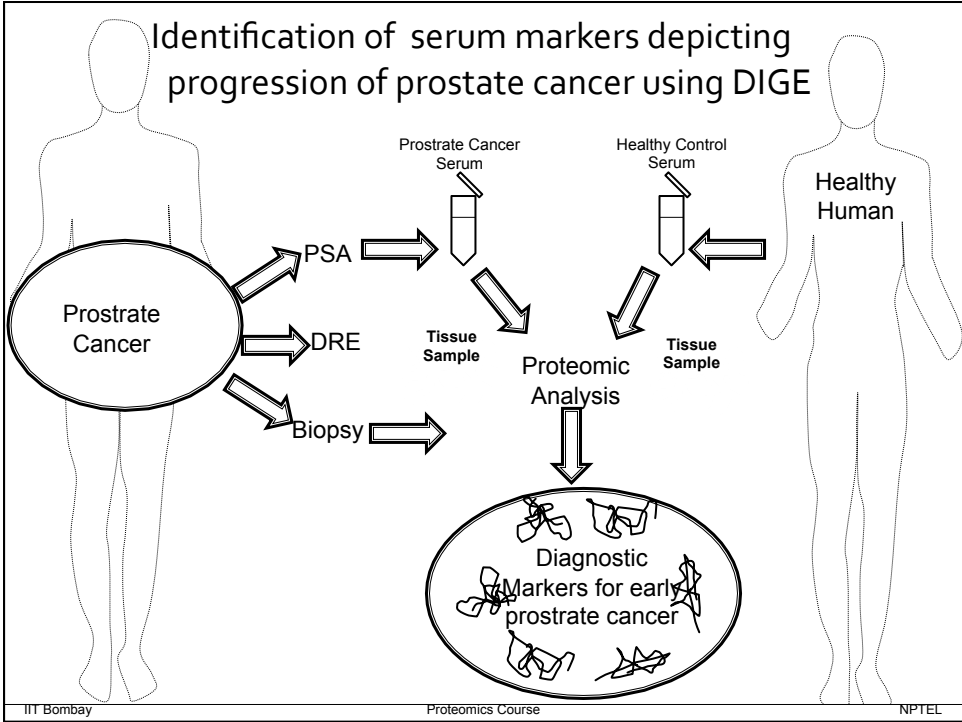 Identification of serum markers depicting
progression of prostate cancer using DIGE
Prostrate Cancer
Serum
Healthy Control
Serum
Healthy
Human
PSA
Prostrate
Cancer
DRE
Tissue
Sample
Tissue
Sample
Proteomic
Analysis
Biopsy
Diagnostic
Markers for early
prostrate cancer
IIT Bombay
Proteomics Course
NPTEL